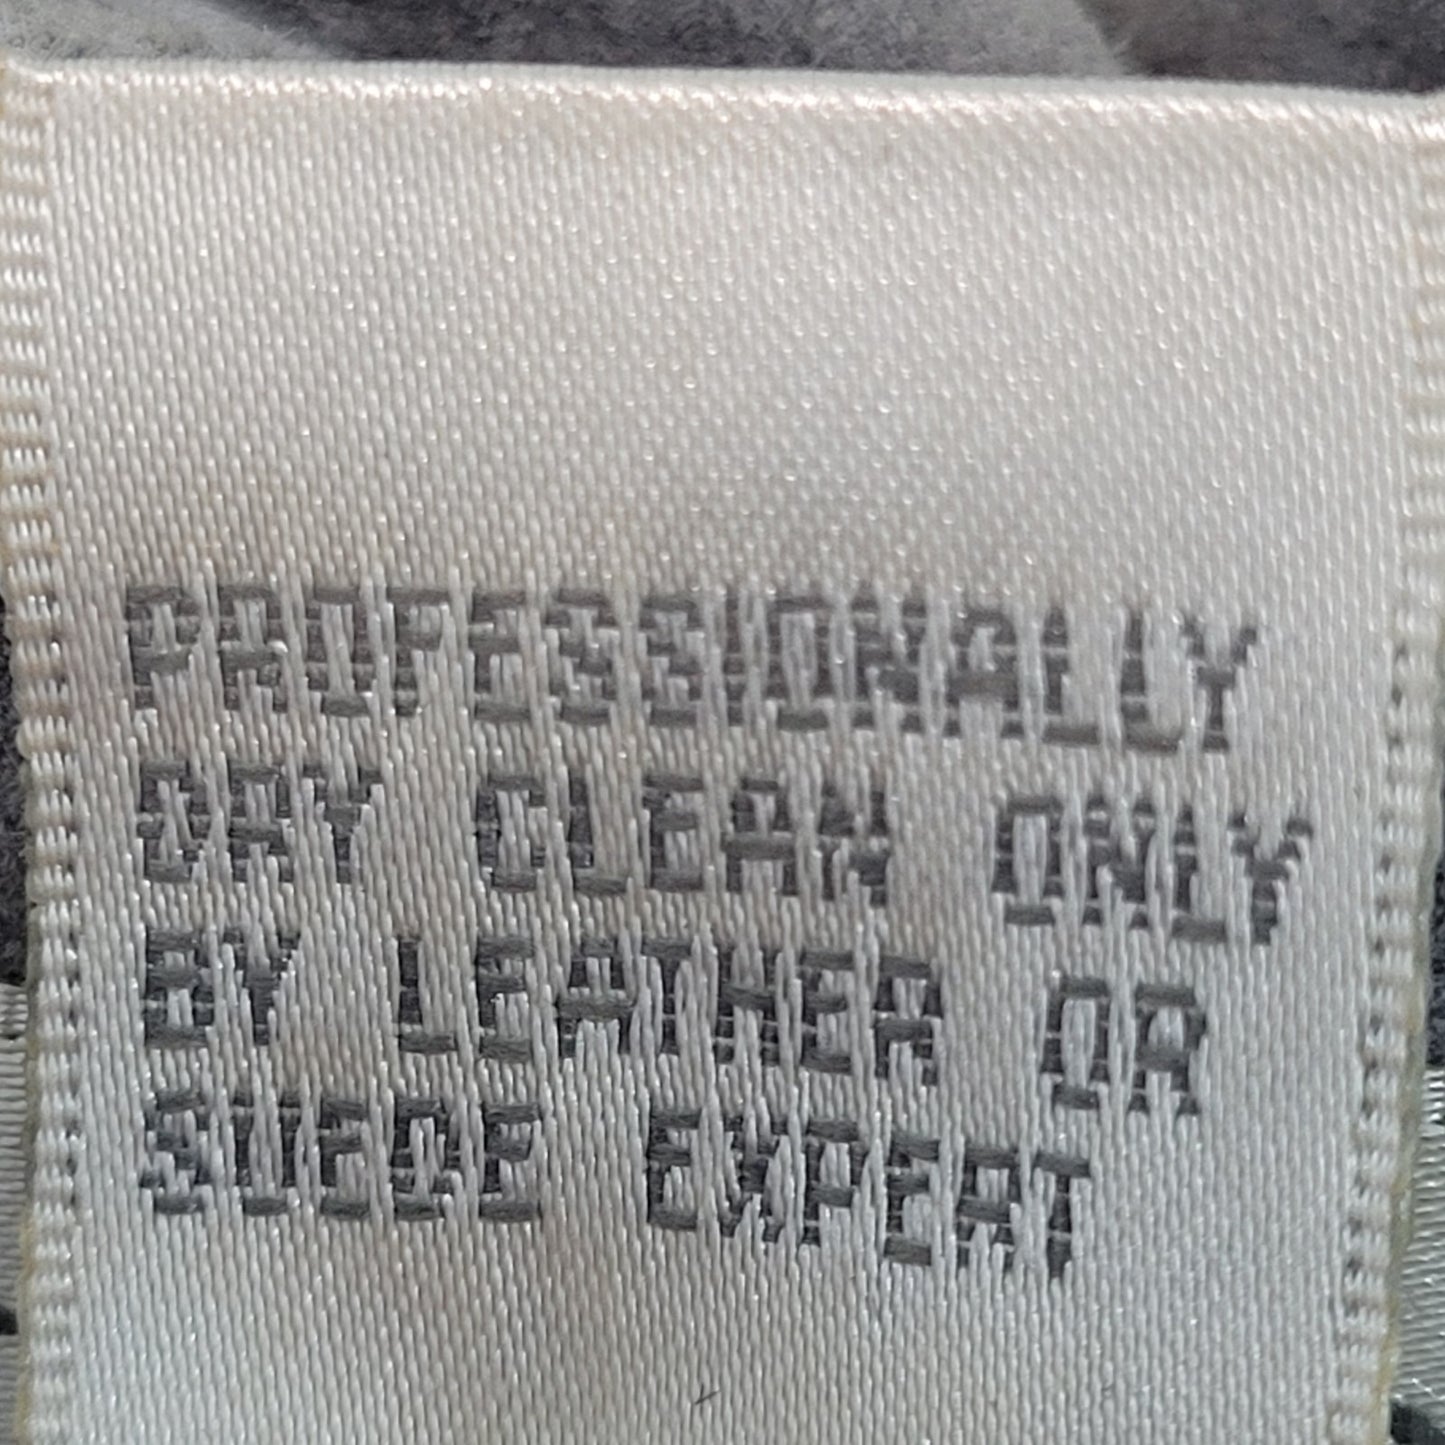 PROFESSIONALLY
DRY CLEAN ONLY
BY LEATHER OR
SUEDE EXPERT